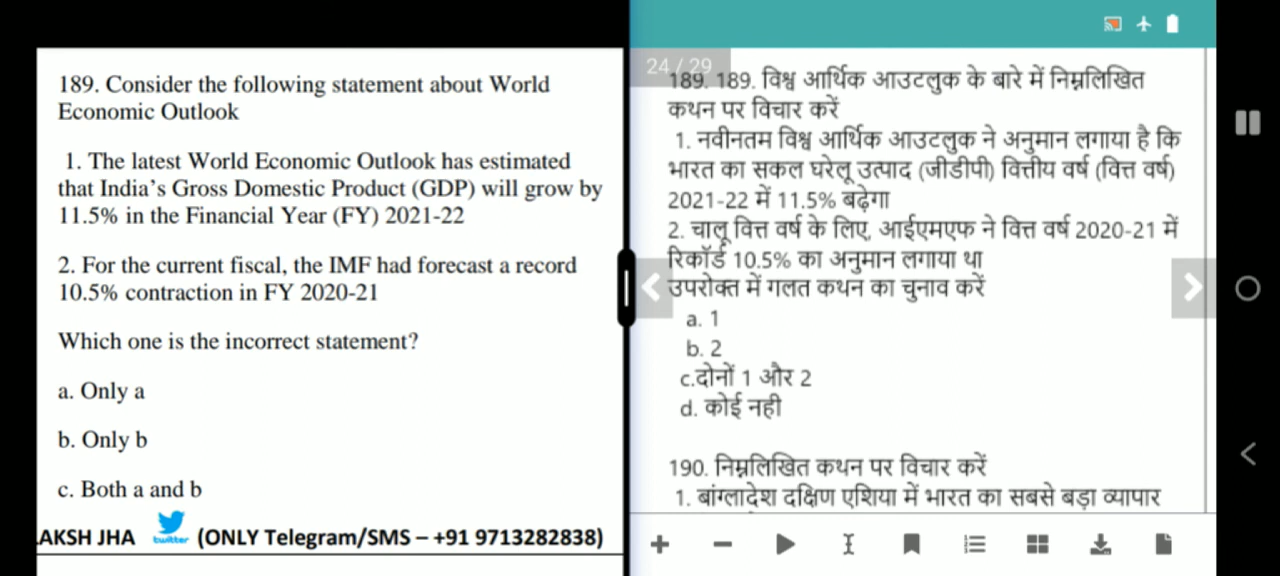 189. Consider the following statement about World
Economic Outlook
1. The latest World Economic Outlook has estimated
that India's Gross Domestic Product (GDP) will grow by
11.5% in the Financial Year (FY) 2021-22
2. For the current fiscal, the IMF had forecast a record
10.5% contraction in FY 2020-21
Which one is the incorrect statement?
a. Only a
b. Only b
c. Both a and b
AKSH JHA twitter (ONLY Telegram/SMS – +91 9713282838)
24 / 29
189. 189. विश्व आर्थिक आउटलुक के बारे में निम्नलिखित
कथन पर विचार करें
1. नवीनतम विश्व आर्थिक आउटलुक ने अनुमान लगाया है कि
भारत का सकल घरेलू उत्पाद (जीडीपी) वित्तीय वर्ष (वित्त वर्ष)
2021-22 में 11.5% बढ़ेगा
2. चालू वित्त वर्ष के लिए, आईएमएफ ने वित्त वर्ष 2020-21 में
रिकॉर्ड 10.5% का अनुमान लगाया था
उपरोक्त में गलत कथन का चुनाव करें
a. 1
b. 2
c.दोनों 1 और 2
d. कोई नही
190. निम्नलिखित कथन पर विचार करें
1. बांग्लादेश दक्षिण एशिया में भारत का सबसे बड़ा व्यापार